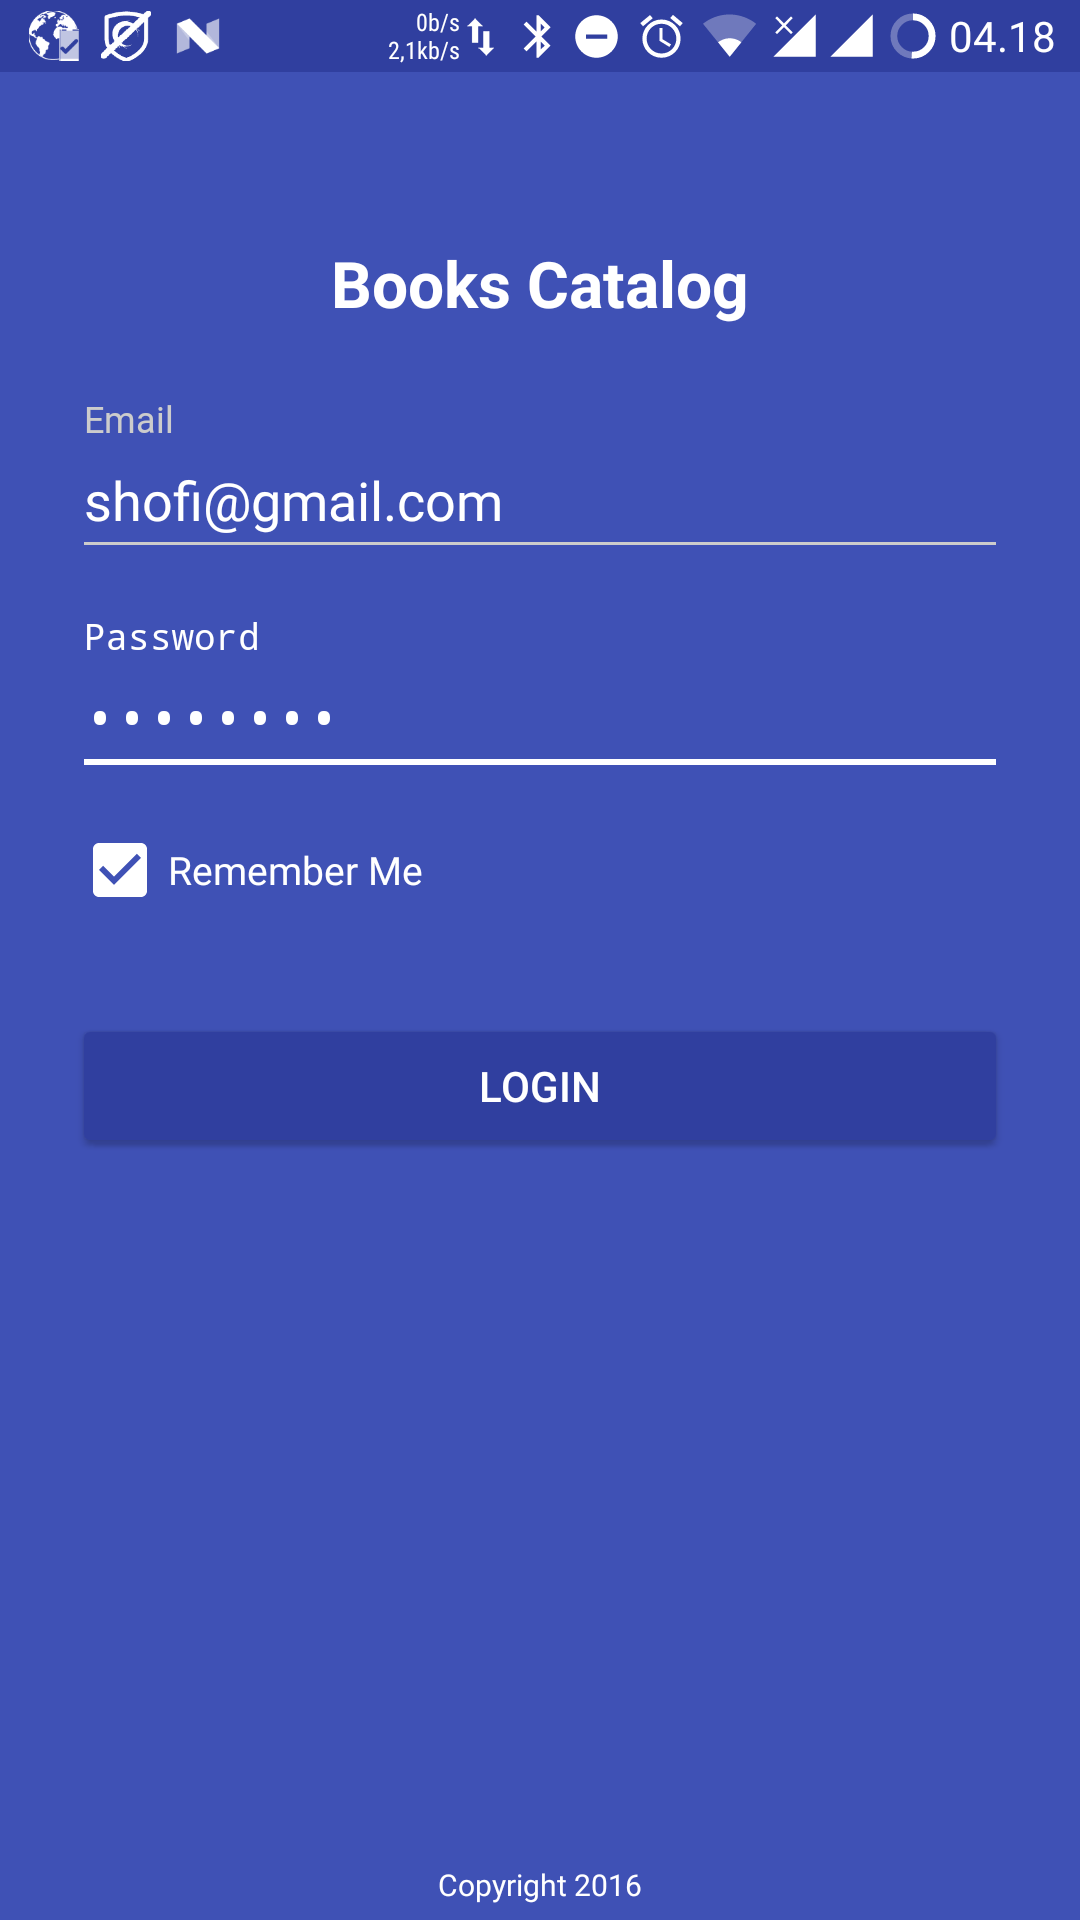 0b/s
2,1kb/s
04.18
Books Catalog
Email
shofi@gmail.com
Password
Remember Me
LOGIN
Copyright 2016